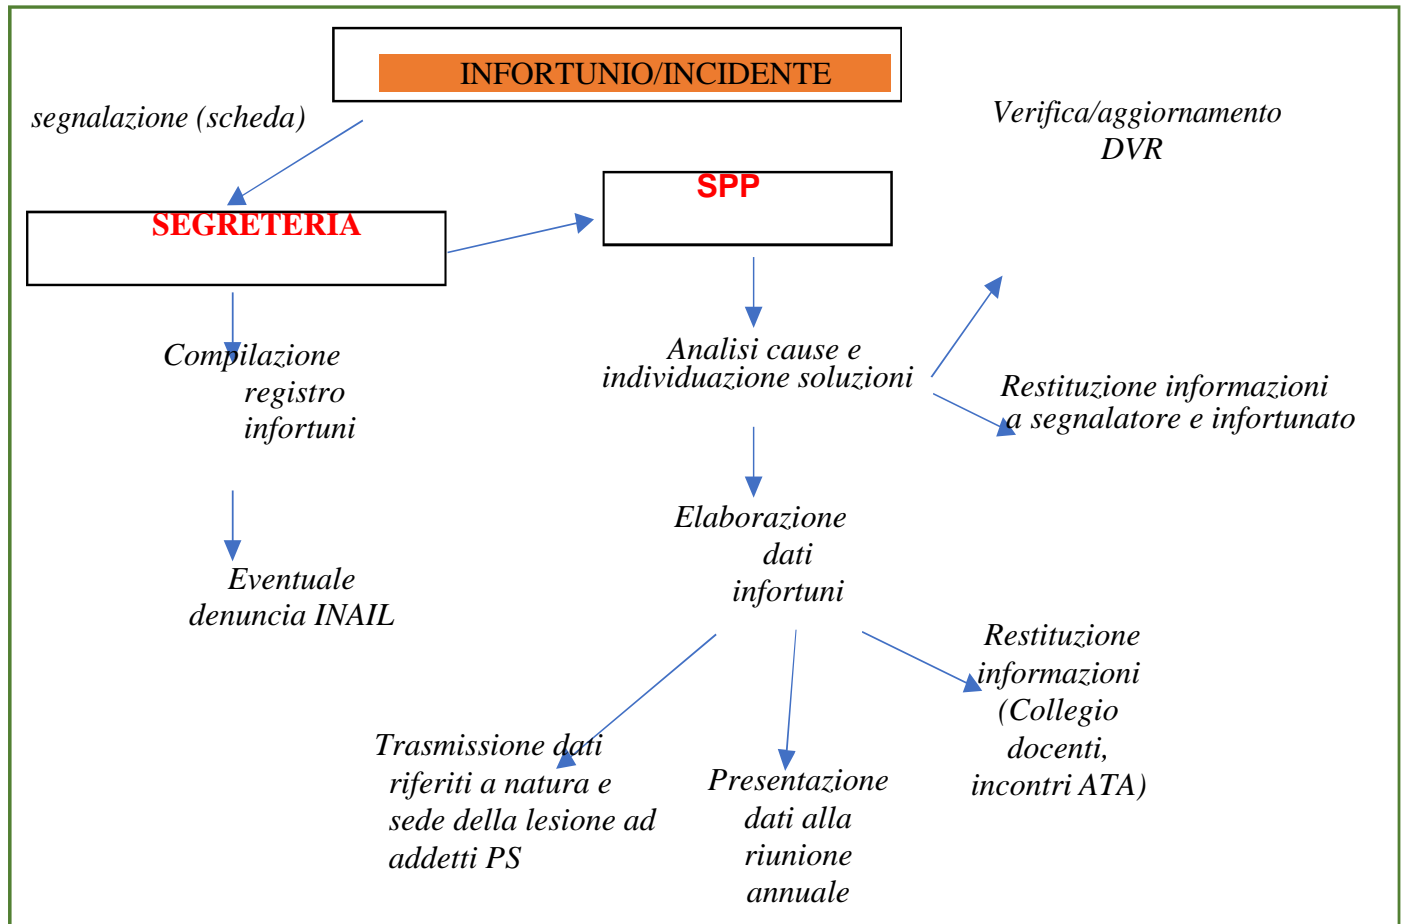 INFORTUNIO/INCIDENTE
segnalazione (scheda)
Verifica/aggiornamento
DVR
SPP
SEGRETERIA
Compilazione
registro
infortuni
Analisi cause e
individuazione soluzioni
Restituzione informazioni
a segnalatore e infortunato
Elaborazione
dati
infortuni
Eventuale
denuncia INAIL
Restituzione
informazioni
(Collegio
docenti,
incontri ATA)
Trasmissione dati
riferiti a natura e
sede della lesione ad
addetti PS
Presentazione
dati alla
riunione
annuale